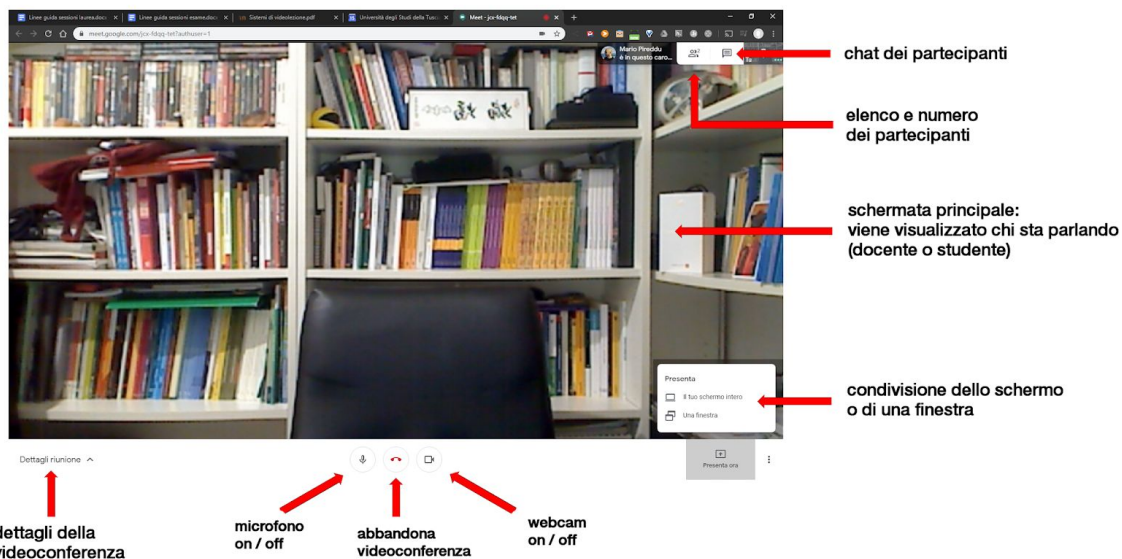 Linee guida sessioni laurea.docx
Linee guida sessioni esame.docx
Sistemi di videolezione.pdf
Università degli Studi della Tusc
Meet - jcx-fdqq-tet
meet.google.com/jcx-fdqq-tet?authuser=1
Mario Pireddu
è in questo caro...
chat dei partecipanti
elenco e numero
dei partecipanti
schermata principale:
viene visualizzato chi sta parlando
(docente o studente)
Presenta
Il tuo schermo intero
Una finestra
condivisione dello schermo
o di una finestra
Dettagli riunione
Presenta ora
dettagli della
videoconferenza
microfono
on / off
abbandona
videoconferenza
webcam
on / off